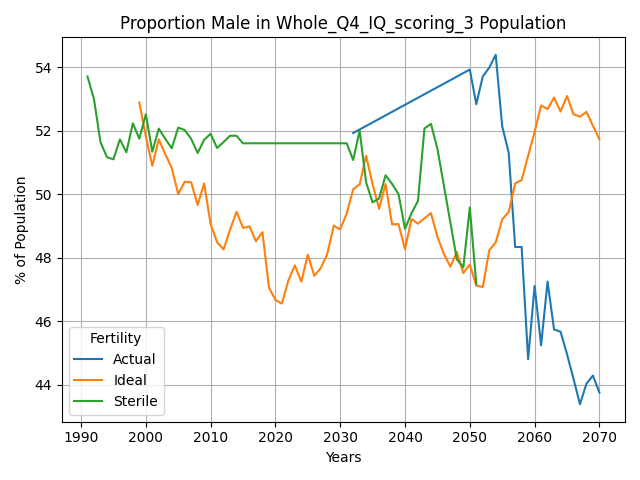 Proportion Male in Whole_Q4_IQ_scoring_3 Population
% of Population
54
52
50
48
46
44
Fertility
Actual
Ideal
Sterile
1990 2000 2010 2020 2030 2040 2050 2060 2070
Years